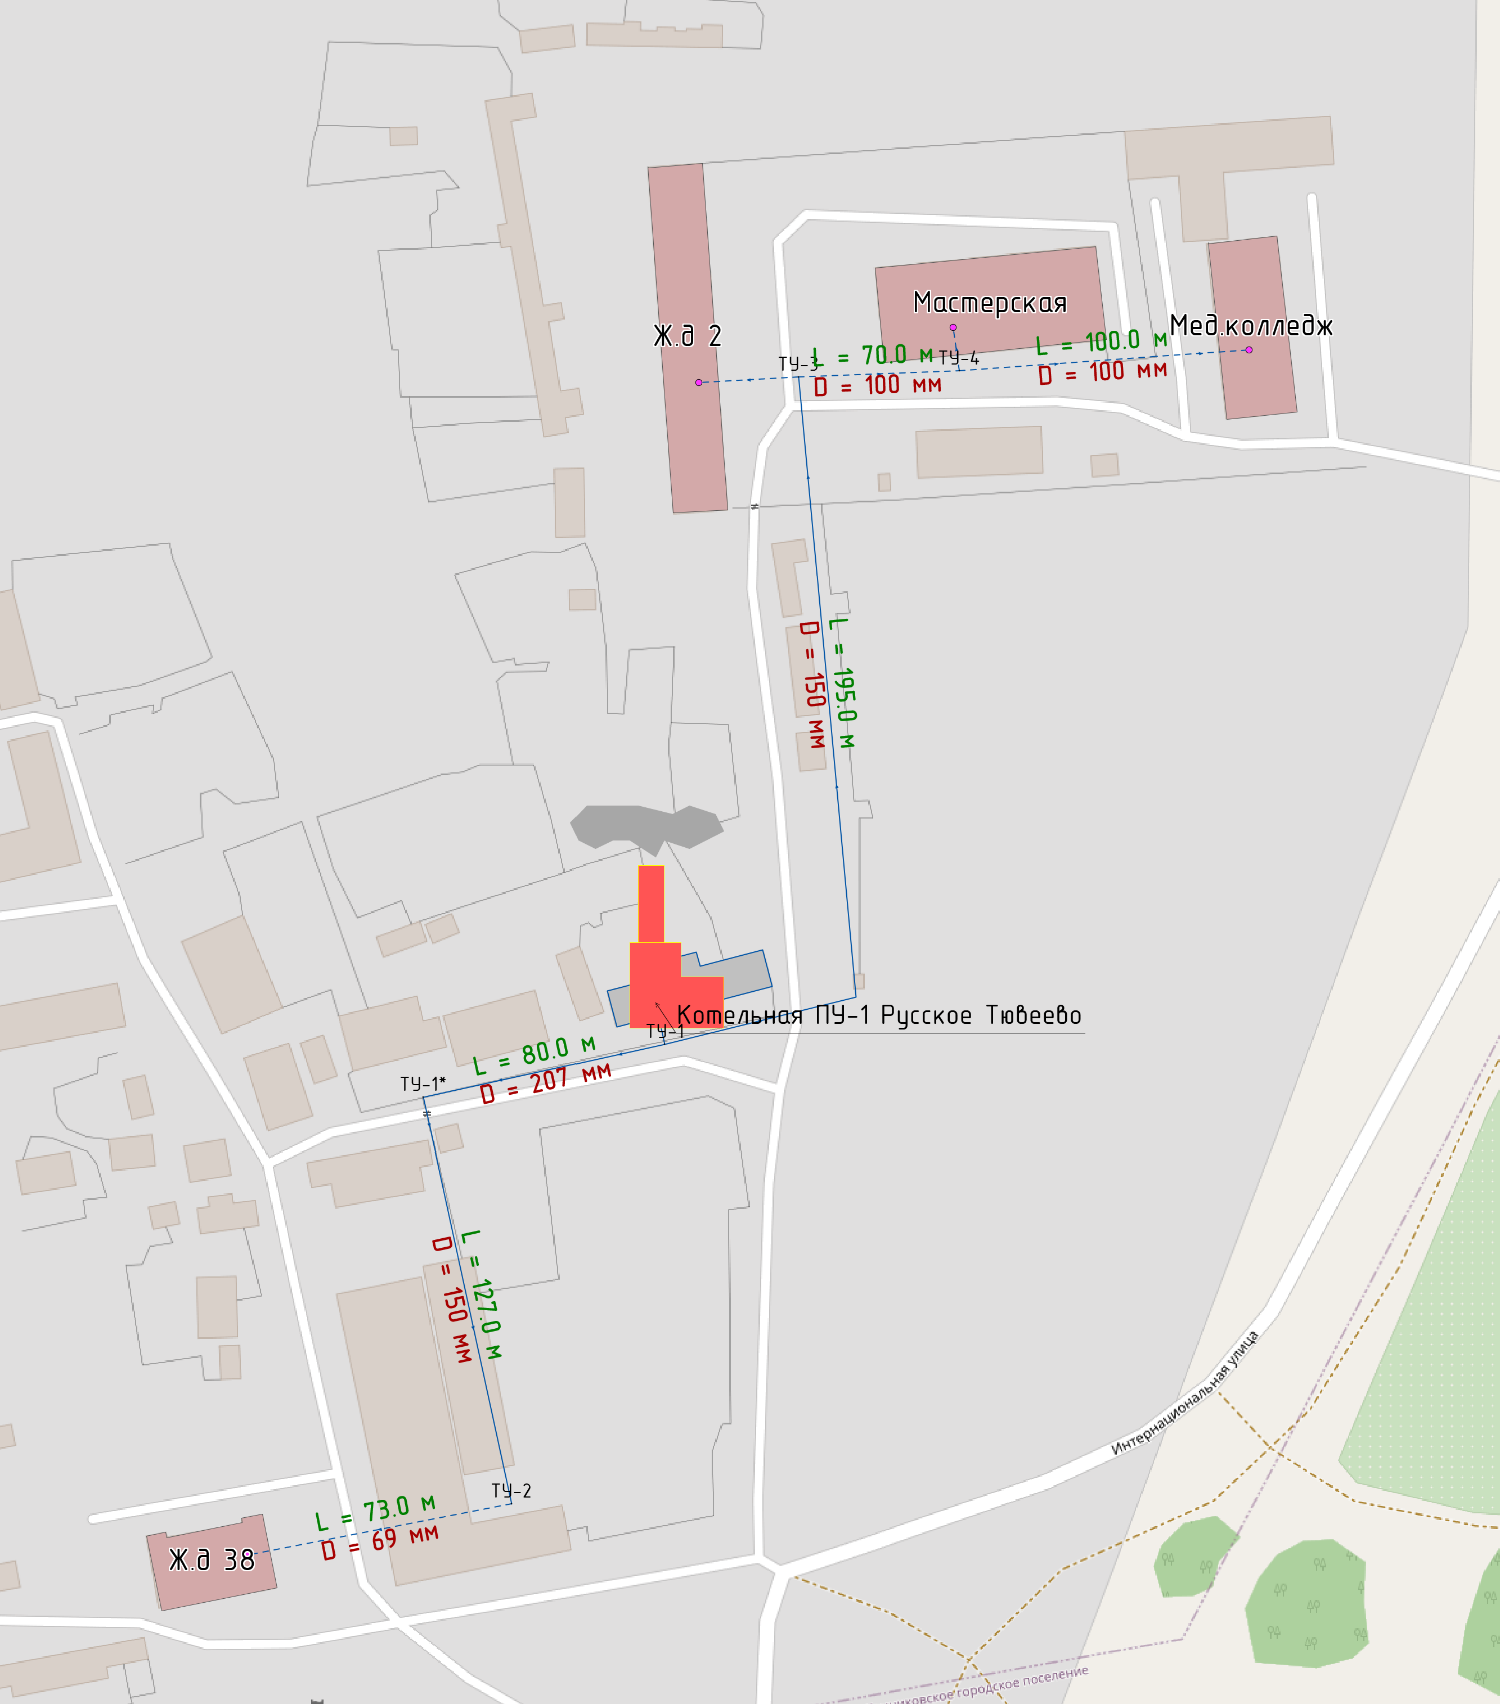 Мастерская
Мед.колледж
Ж.д 2
L = 70.0 м
L = 100.0 м
ТУ-3
ТУ-4
D = 100 мм
D = 100 мм
L = 195.0 м
D = 150 мм
Котельная ПУ-1 Русское Тювеево
ТУ-1
L = 80.0 м
D = 207 мм
ТУ-1*
L = 127.0 м
D = 150 мм
Интернациональная улица
ТУ-2
L = 73.0 м
D = 69 мм
Ж.д 38
городское поселение